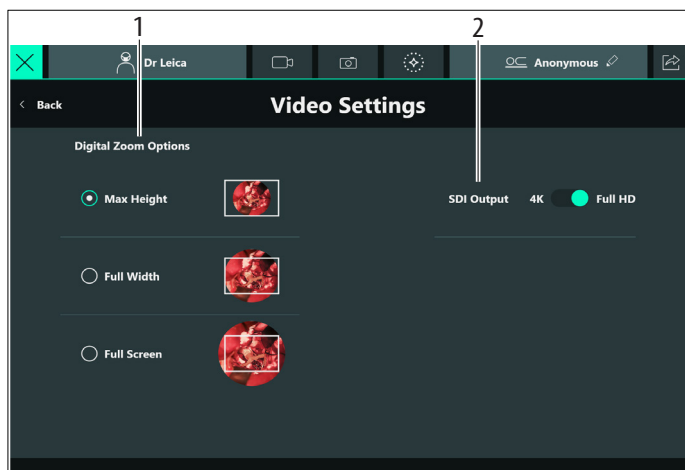 1
2
Dr Leica
Anonymous
Back
Video Settings
Digital Zoom Options
Max Height
SDI Output 4K Full HD
Full Width
Full Screen